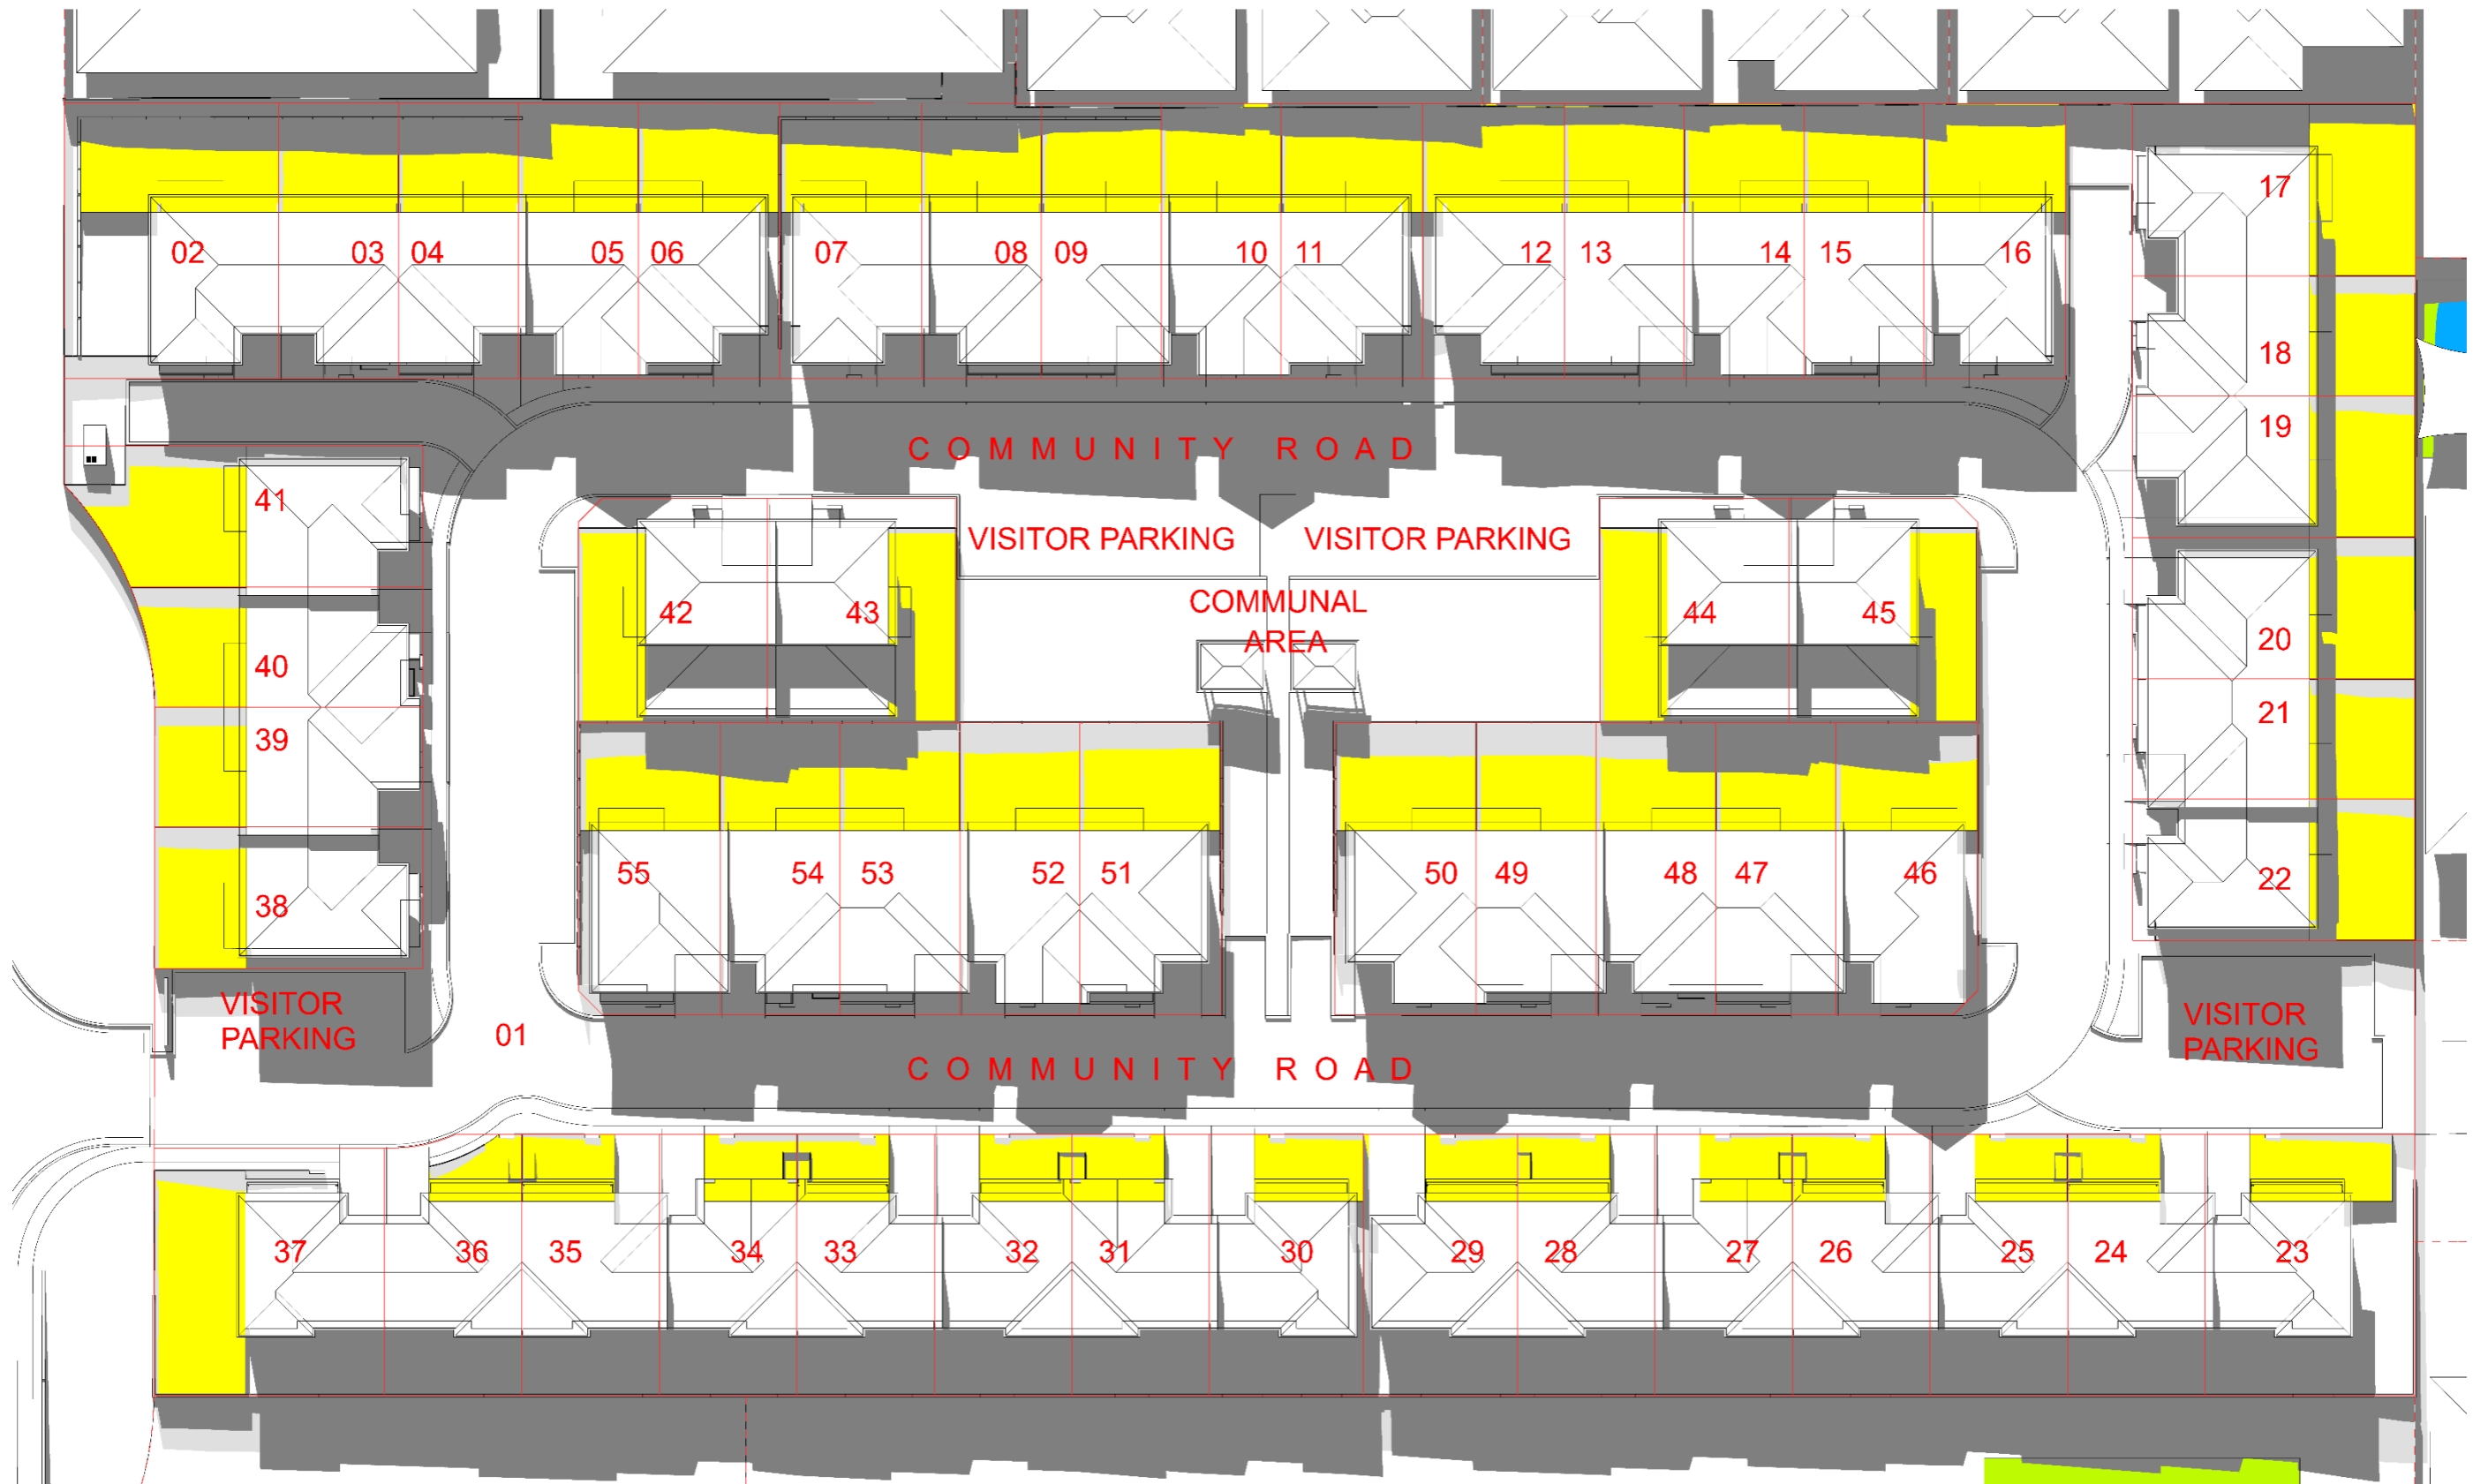 17
02 03 04 05 06 07 08 09 10 11 12 13 14 15 16
18
19
COMMUNITY ROAD
41
VISITOR PARKING VISITOR PARKING
COMMUNAL
AREA
42 43 44 45
20
40
21
39
55 54 53 52 51 50 49 48 47 46
22
38
VISITOR
PARKING
VISITOR
PARKING
01
COMMUNITY ROAD
37 36 35 34 33 32 31 30 29 28 27 26 25 24 23